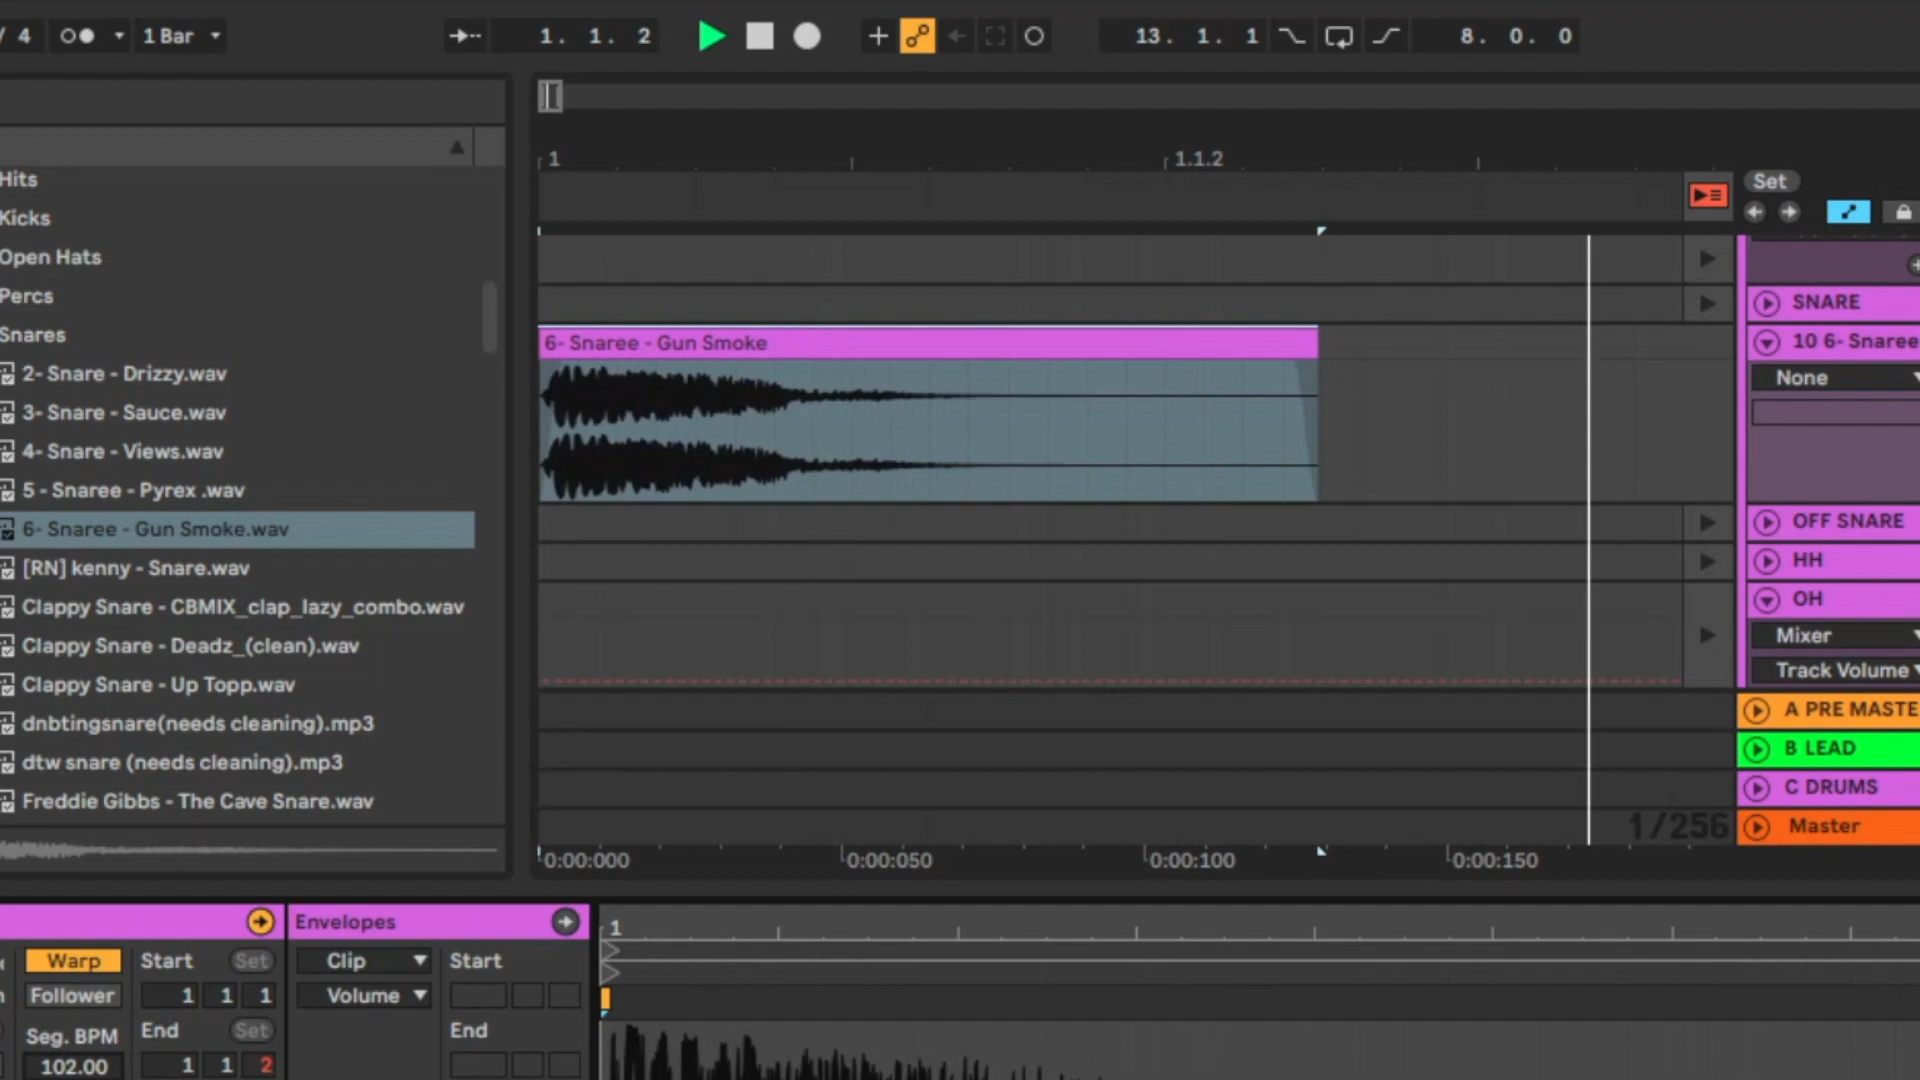 / 4 1 Bar 1. 1. 2 13. 1. 1 8. 0. 0
1 1.1.2
Set
Hits
Kicks
Open Hats
Percs
Snares
2- Snare - Drizzy.wav
3- Snare - Sauce.wav
4- Snare - Views.wav
5 - Snaree - Pyrex .wav
6- Snaree - Gun Smoke.wav
[RN] kenny - Snare.wav
Clappy Snare - CBMIX_clap_lazy_combo.wav
Clappy Snare - Deadz_(clean).wav
Clappy Snare - Up Topp.wav
dnbtingsnare(needs cleaning).mp3
dtw snare (needs cleaning).mp3
Freddie Gibbs - The Cave Snare.wav
6- Snaree - Gun Smoke
SNARE
10 6- Snaree
None
OFF SNARE
HH
OH
Mixer
Track Volume
A PRE MASTE
B LEAD
C DRUMS
1/256 Master
0:00:000 0:00:050 0:00:100 0:00:150
Envelopes 1
Warp Start Set Clip Start
Follower 1 1 1 Volume
Seg. BPM End Set End
102.00 1 1 2